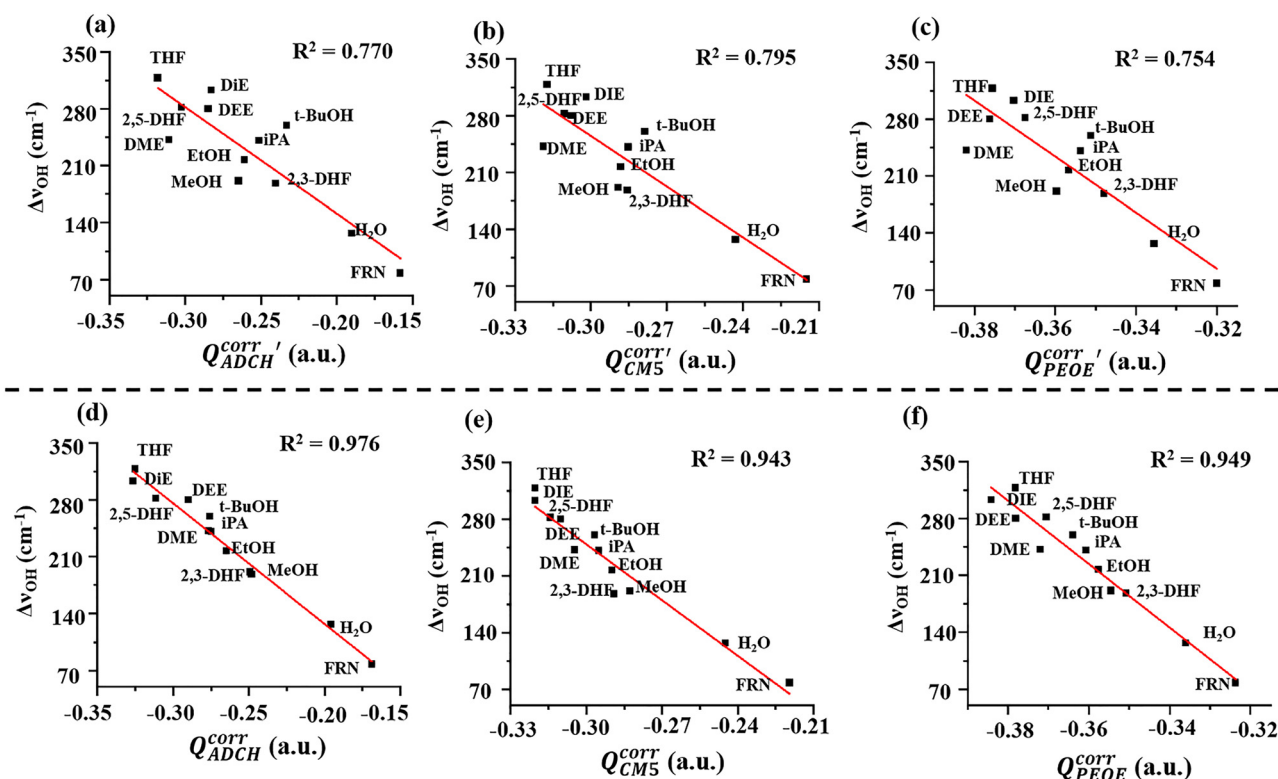 (a)
R² = 0.770
350
280
210
140
70
ΔνOH (cm⁻¹)
THF
DiE
2,5-DHF
DEE
DME
t-BuOH
iPA
EtOH
MeOH
2,3-DHF
H₂O
FRN
-0.35 -0.30 -0.25 -0.20 -0.15
Q_ADCH^corr′ (a.u.)
(b)
R² = 0.795
350
280
210
140
70
ΔνOH (cm⁻¹)
THF
DIE
2,5-DHF
DEE
t-BuOH
DME
iPA
EtOH
MeOH
2,3-DHF
H₂O
FRN
-0.33 -0.30 -0.27 -0.24 -0.21
Q_CM5^corr′ (a.u.)
(c)
R² = 0.754
350
280
210
140
70
ΔνOH (cm⁻¹)
THF
DIE
DEE
2,5-DHF
t-BuOH
DME
iPA
EtOH
MeOH
2,3-DHF
H₂O
FRN
-0.38 -0.36 -0.34 -0.32
Q_PEOE^corr′ (a.u.)
(d)
R² = 0.976
350
280
210
140
70
ΔνOH (cm⁻¹)
THF
DiE
DEE
2,5-DHF
t-BuOH
iPA
DME
EtOH
2,3-DHF
MeOH
H₂O
FRN
-0.35 -0.30 -0.25 -0.20 -0.15
Q_ADCH^corr (a.u.)
(e)
R² = 0.943
350
280
210
140
70
ΔνOH (cm⁻¹)
THF
DIE
2,5-DHF
DEE
t-BuOH
iPA
DME
EtOH
2,3-DHF
MeOH
H₂O
FRN
-0.33 -0.30 -0.27 -0.24 -0.21
Q_CM5^corr (a.u.)
(f)
R² = 0.949
350
280
210
140
70
ΔνOH (cm⁻¹)
THF
DIE
2,5-DHF
DEE
t-BuOH
DME
iPA
EtOH
MeOH
2,3-DHF
H₂O
FRN
-0.38 -0.36 -0.34 -0.32
Q_PEOE^corr (a.u.)